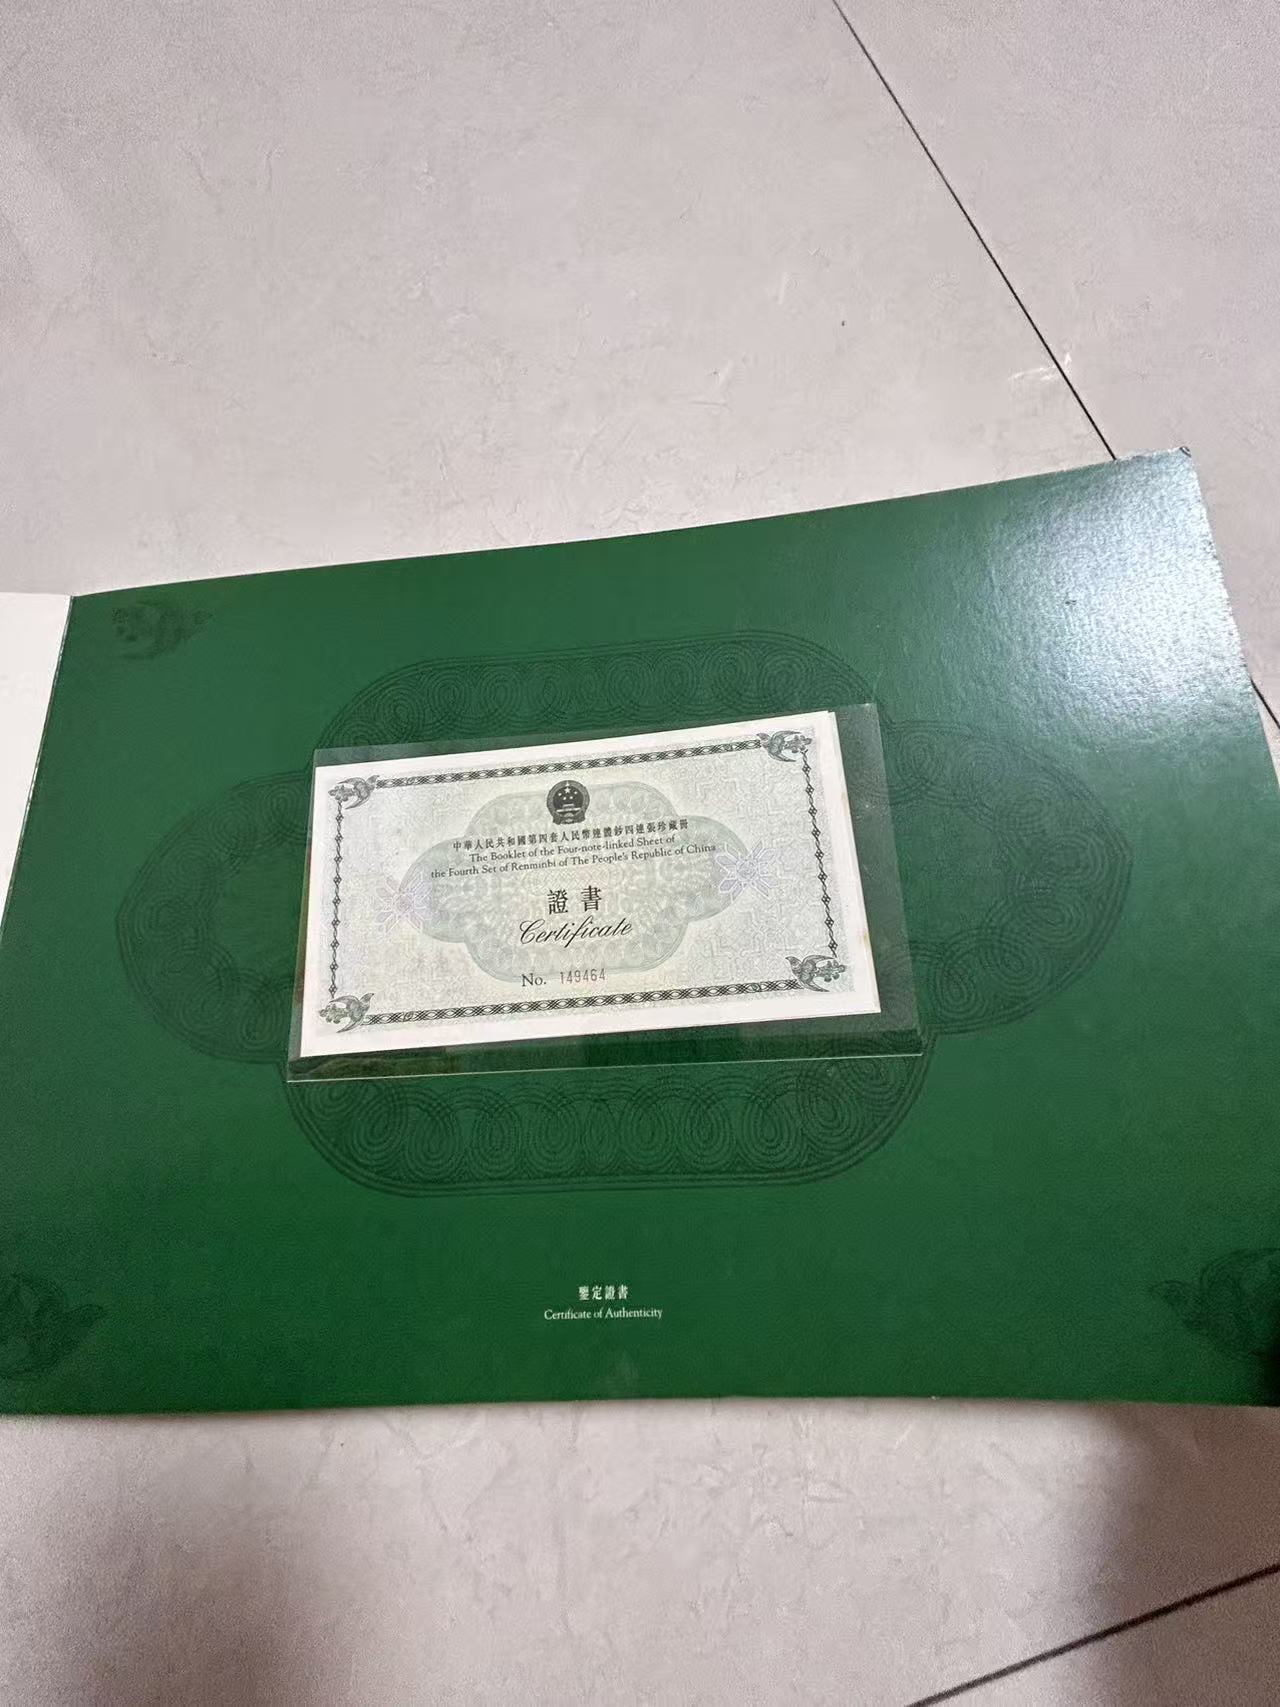 中華人民共和國第四套人民幣連體鈔四連張珍藏冊
The Booklet of the Four-note-linked Sheet of
the Fourth Set of Renminbi of The People's Republic of China
證書
Certificate
No. 149464
鑒定證書
Certificate of Authenticity